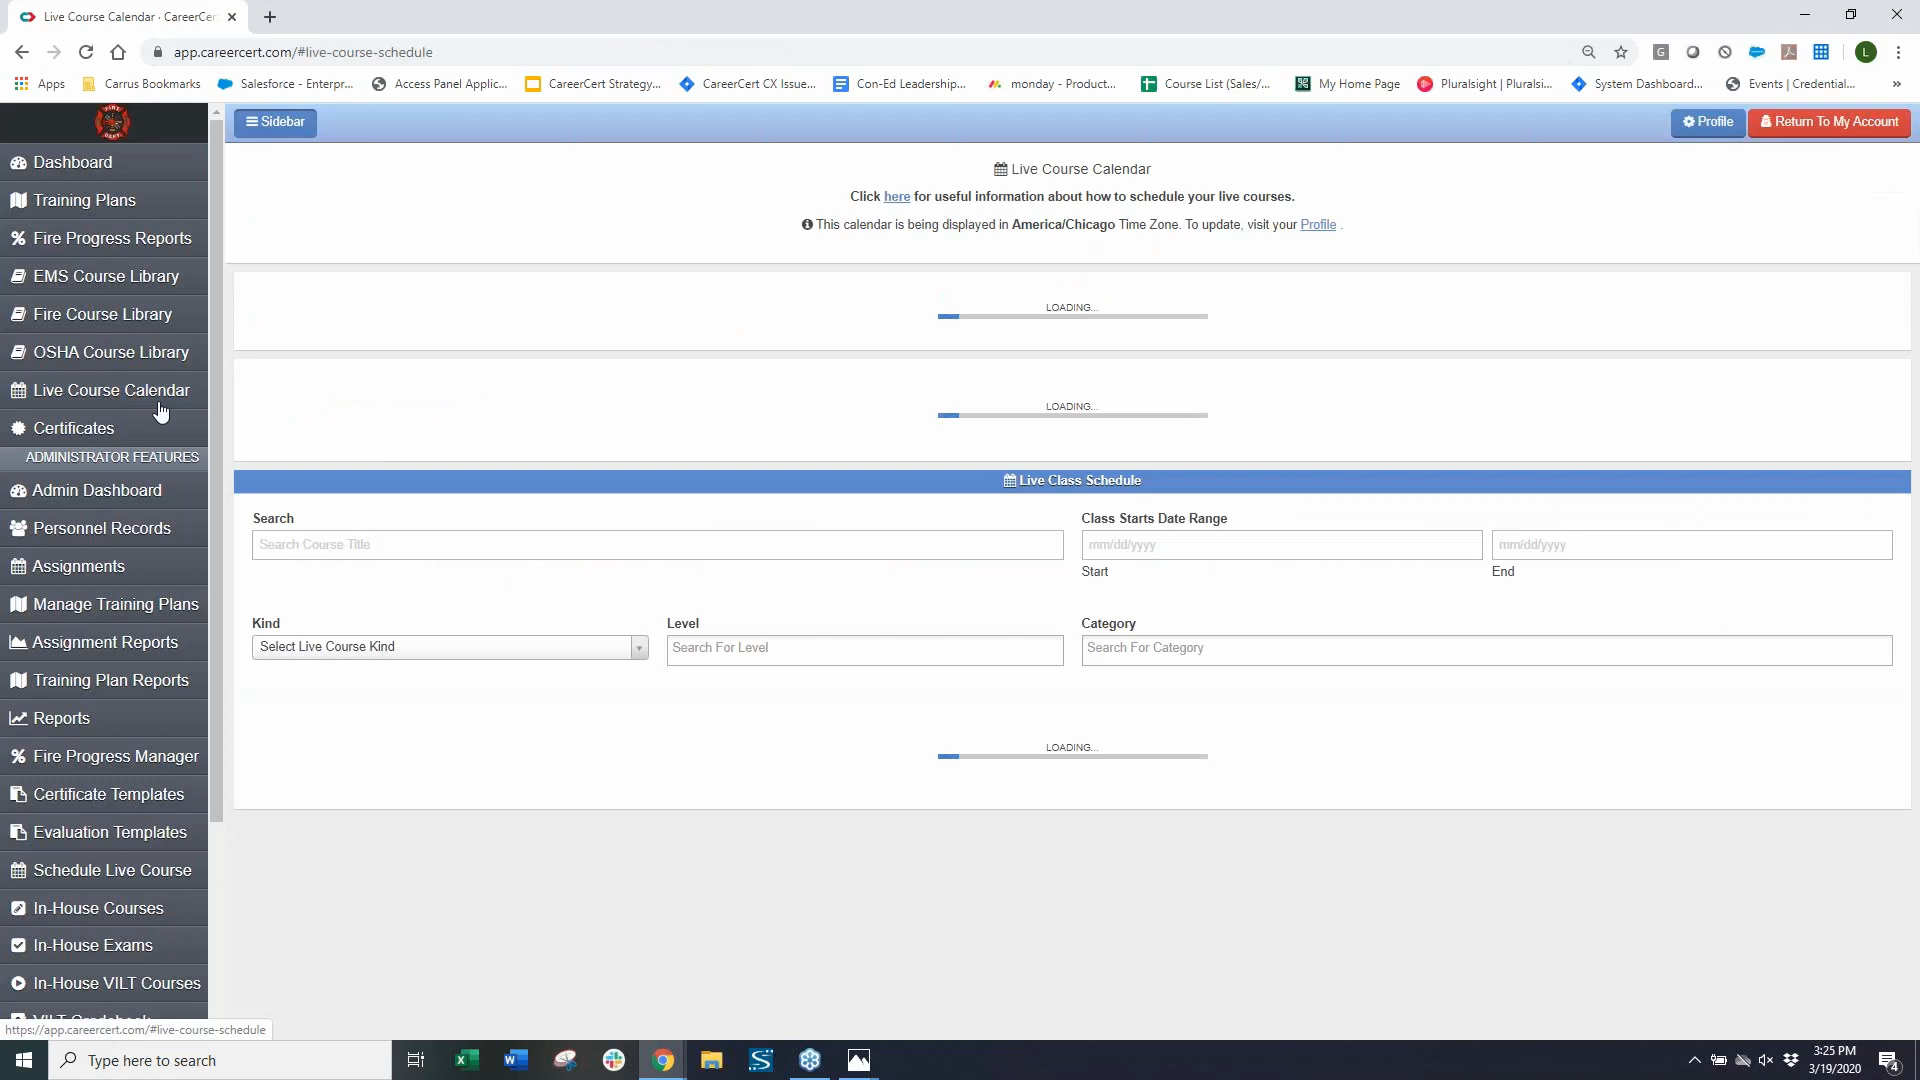 Live Course Calendar · CareerCer
app.careercert.com/#live-course-schedule
Apps
Carrus Bookmarks
Salesforce - Enterpr...
Access Panel Applic...
CareerCert Strategy...
CareerCert CX Issue...
Con-Ed Leadership...
monday - Product...
Course List (Sales/...
My Home Page
Pluralsight | Pluralsi...
System Dashboard...
Events | Credential...
»
G
L
FIRE
DEPT.
Sidebar
Profile
Return To My Account
Dashboard
Training Plans
Fire Progress Reports
EMS Course Library
Fire Course Library
OSHA Course Library
Live Course Calendar
Certificates
ADMINISTRATOR FEATURES
Admin Dashboard
Personnel Records
Assignments
Manage Training Plans
Assignment Reports
Training Plan Reports
Reports
Fire Progress Manager
Certificate Templates
Evaluation Templates
Schedule Live Course
In-House Courses
In-House Exams
In-House VILT Courses
VILT Gradebook
Live Course Calendar
Click here for useful information about how to schedule your live courses.
This calendar is being displayed in America/Chicago Time Zone. To update, visit your Profile .
LOADING...
LOADING...
Live Class Schedule
Search
Search Course Title
Class Starts Date Range
mm/dd/yyyy
mm/dd/yyyy
Start
End
Kind
Select Live Course Kind
Level
Search For Level
Category
Search For Category
LOADING...
https://app.careercert.com/#live-course-schedule
Type here to search
3:25 PM
3/19/2020
4